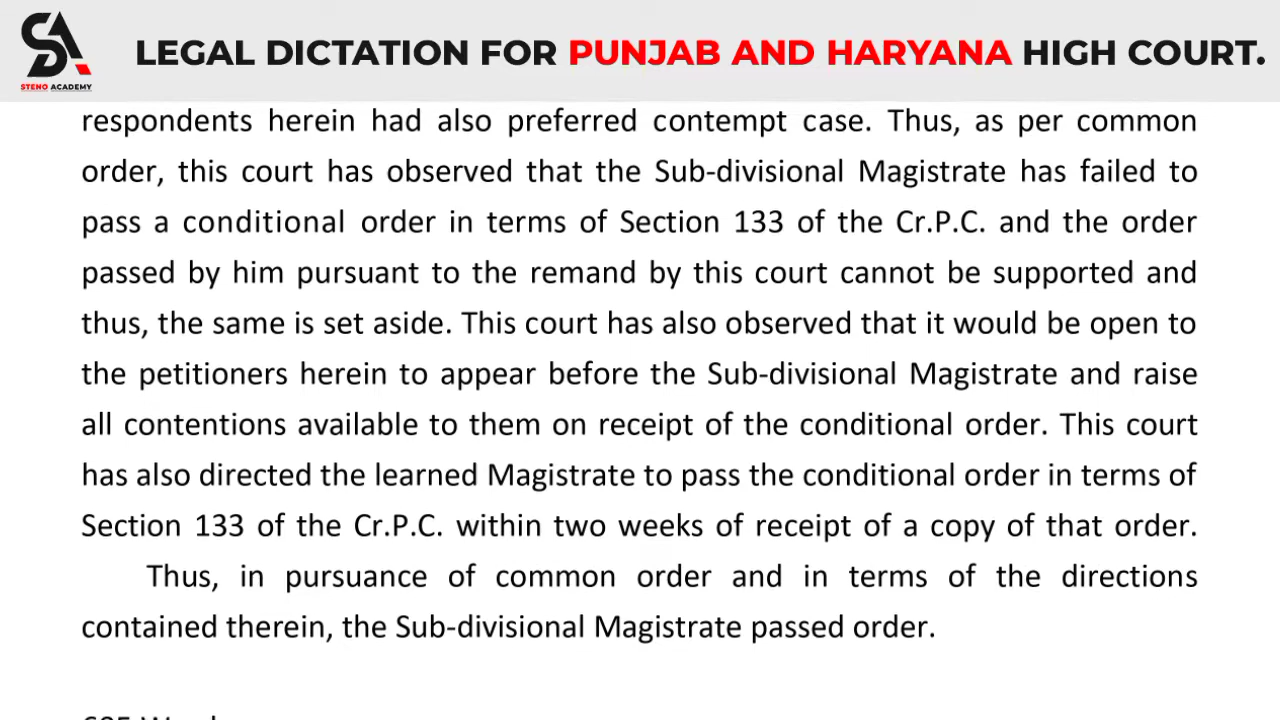 LEGAL DICTATION FOR PUNJAB AND HARYANA HIGH COURT.
STENO ACADEMY
respondents herein had also preferred contempt case. Thus, as per common
order, this court has observed that the Sub-divisional Magistrate has failed to
pass a conditional order in terms of Section 133 of the Cr.P.C. and the order
passed by him pursuant to the remand by this court cannot be supported and
thus, the same is set aside. This court has also observed that it would be open to
the petitioners herein to appear before the Sub-divisional Magistrate and raise
all contentions available to them on receipt of the conditional order. This court
has also directed the learned Magistrate to pass the conditional order in terms of
Section 133 of the Cr.P.C. within two weeks of receipt of a copy of that order.
Thus, in pursuance of common order and in terms of the directions
contained therein, the Sub-divisional Magistrate passed order.